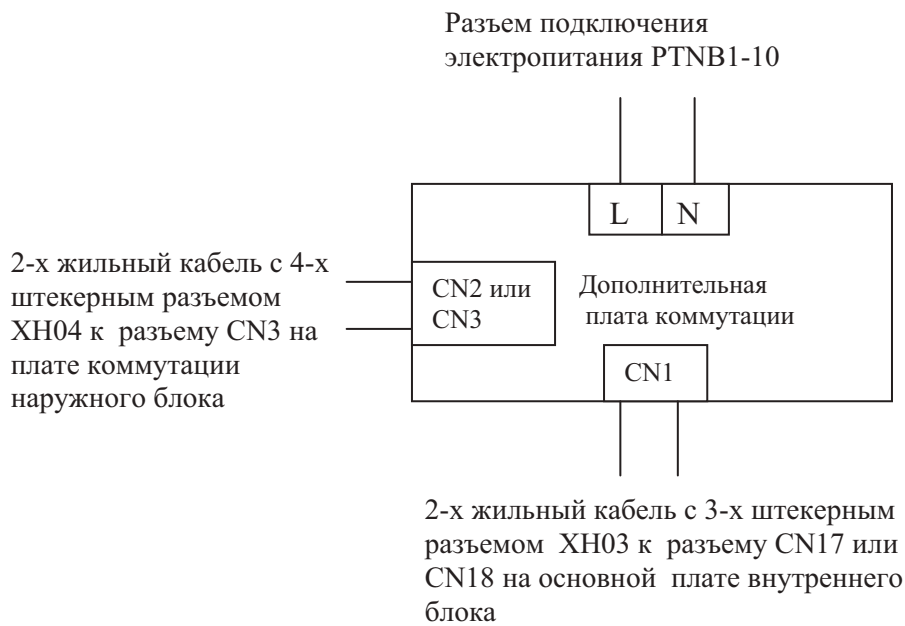 Разъем подключения
электропитания PTNB1-10
L
N
2-х жильный кабель с 4-х
штекерным разъемом
XH04 к разъему CN3 на
плате коммутации
наружного блока
CN2 или
CN3
Дополнительная
плата коммутации
CN1
2-х жильный кабель с 3-х штекерным
разъемом XH03 к разъему CN17 или
CN18 на основной плате внутреннего
блока